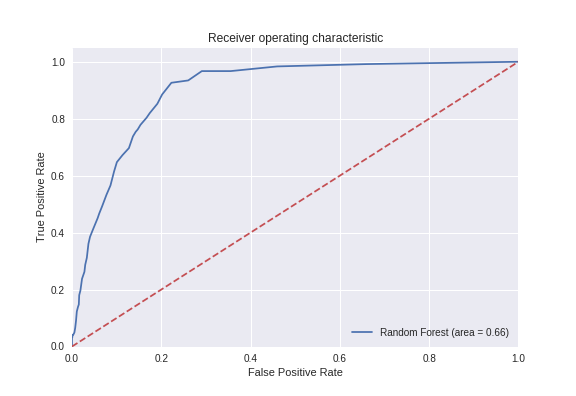 Receiver operating characteristic
1.0
0.8
0.6
0.4
0.2
0.0
True Positive Rate
Random Forest (area = 0.66)
0.0 0.2 0.4 0.6 0.8 1.0
False Positive Rate